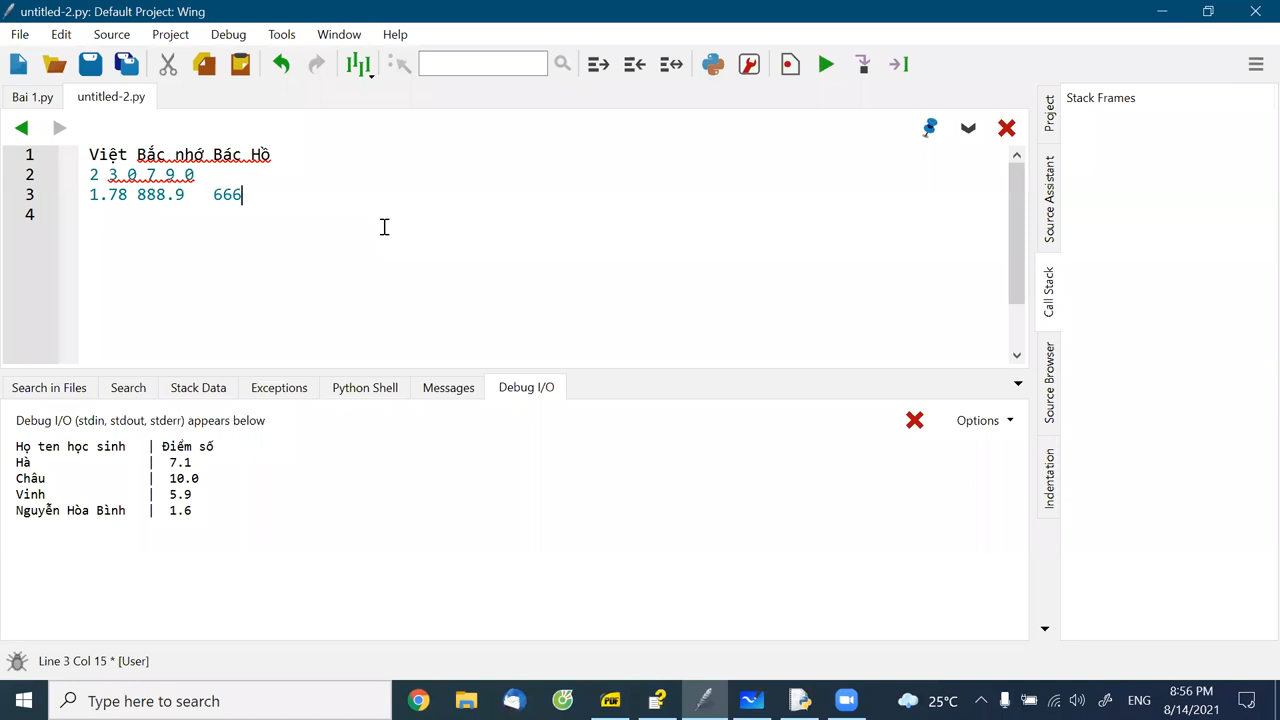 untitled-2.py: Default Project: Wing
File Edit Source Project Debug Tools Window Help
Bai 1.py untitled-2.py
1 Việt Bắc nhớ Bác Hồ
2 2 3 0 7 9 0
3 1.78 888.9   666
4
Project
Source Assistant
Call Stack
Source Browser
Indentation
Stack Frames
Search in Files Search Stack Data Exceptions Python Shell Messages Debug I/O
Debug I/O (stdin, stdout, stderr) appears below Options
Họ ten học sinh | Điểm số
Hà | 7.1
Châu | 10.0
Vinh | 5.9
Nguyễn Hòa Bình | 1.6
Line 3 Col 15 * [User]
Type here to search
PDF
25°C ENG
8:56 PM
8/14/2021